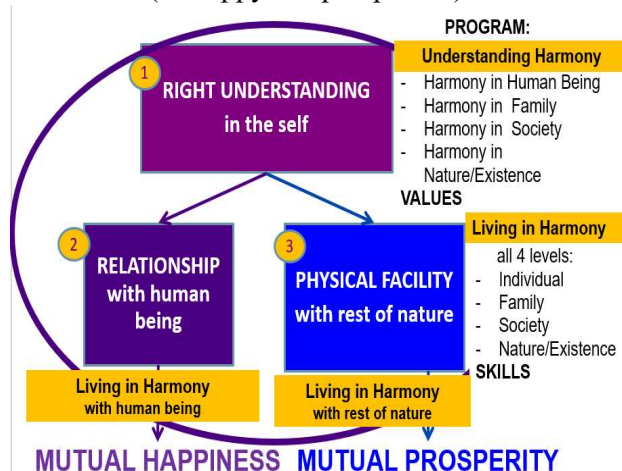 PROGRAM:
Understanding Harmony
- Harmony in Human Being
- Harmony in Family
- Harmony in Society
- Harmony in
Nature/Existence
VALUES
1
RIGHT UNDERSTANDING
in the self
2
RELATIONSHIP
with human
being
3
PHYSICAL FACILITY
with rest of nature
Living in Harmony
all 4 levels:
- Individual
- Family
- Society
- Nature/Existence
SKILLS
Living in Harmony
with human being
Living in Harmony
with rest of nature
MUTUAL HAPPINESS
MUTUAL PROSPERITY